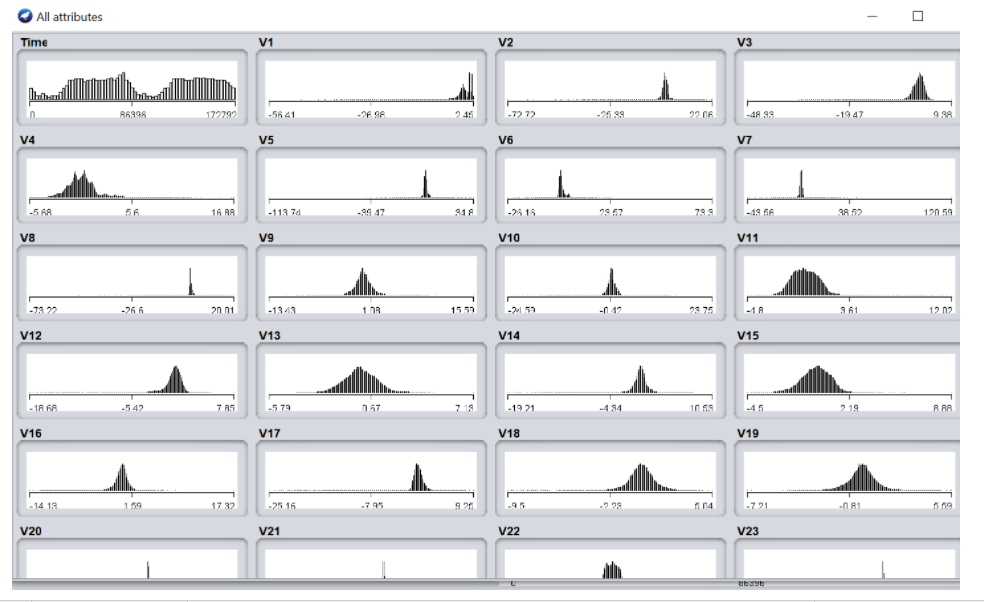 All attributes
Time V1 V2 V3
0 86396 172792 -56.41 -26.98 2.45 -72.72 -25.33 22.06 -48.33 -19.47 9.38
V4 V5 V6 V7
-5.68 5.6 16.88 -113.74 -39.47 34.8 -26.16 23.57 73.3 -43.56 38.52 120.59
V8 V9 V10 V11
-73.22 -26.6 20.01 -13.43 1.08 15.59 -24.59 -0.42 23.75 -4.8 3.61 12.02
V12 V13 V14 V15
-18.68 -5.42 7.85 -5.79 0.67 7.13 -19.21 -4.34 10.53 -4.5 2.19 8.88
V16 V17 V18 V19
-14.13 1.59 17.32 -25.16 -7.95 9.25 -9.5 -2.23 5.04 -7.21 -0.81 5.59
V20 V21 V22 V23
0 86396